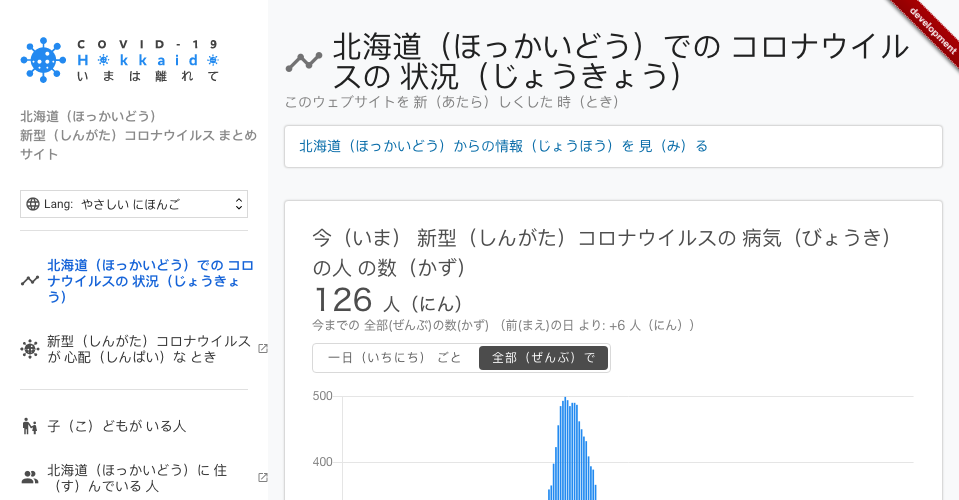 COVID-19
Hokkaido
いまは離れて
北海道（ほっかいどう）
新型（しんがた）コロナウイルス まとめ
サイト
Lang: やさしい にほんご
北海道（ほっかいどう）での コロ
ナウイルスの 状況（じょうきょ
う）
新型（しんがた）コロナウイルス
が 心配（しんぱい）な とき
子（こ）どもが いる人
北海道（ほっかいどう）に 住
（す）んでいる 人
development
北海道（ほっかいどう）での コロナウイル
スの 状況（じょうきょう）
このウェブサイトを 新（あたら）しくした 時（とき）
北海道（ほっかいどう）からの情報（じょうほう）を 見（み）る
今（いま） 新型（しんがた）コロナウイルスの 病気（びょうき）
の人 の数（かず）
126 人（にん）
今までの 全部(ぜんぶ)の数(かず) （前(まえ)の日 より: +6 人（にん））
一日（いちにち） ごと
全部（ぜんぶ）で
500
400